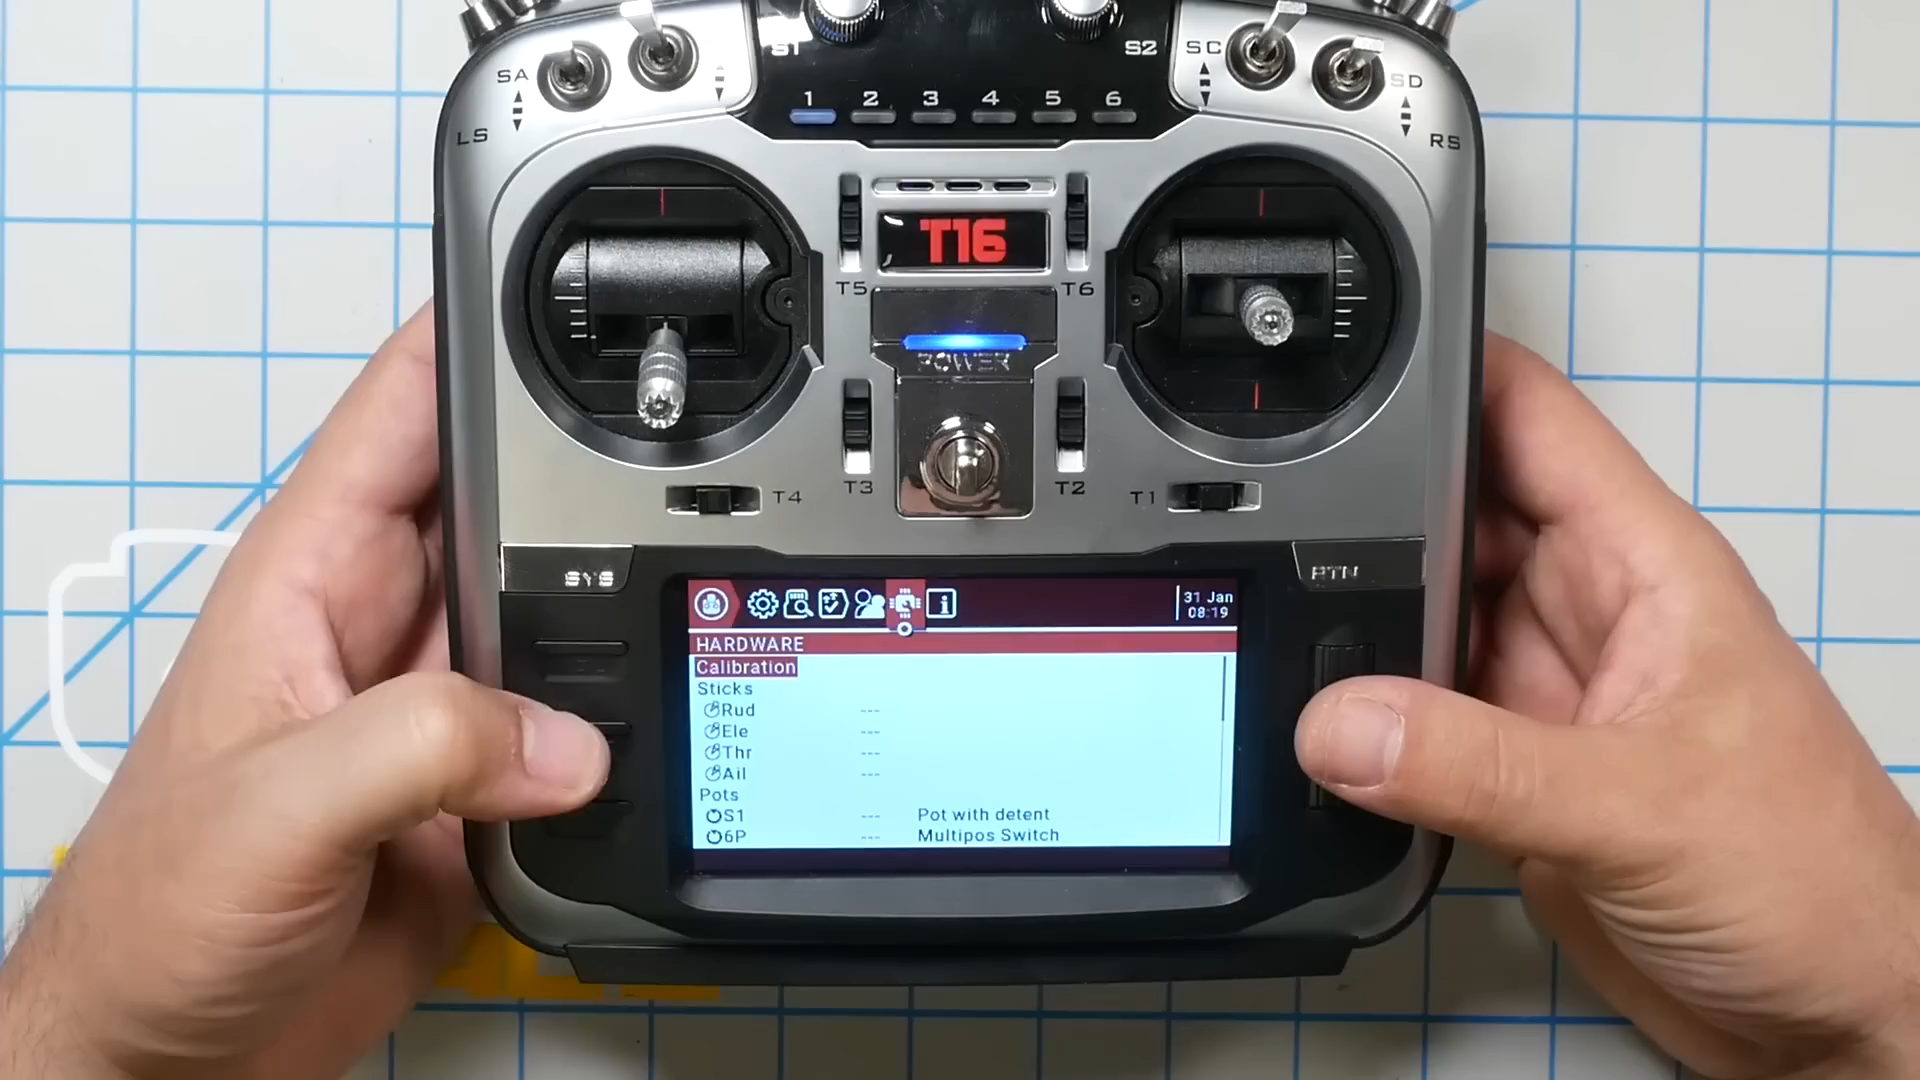 S1
S2
SC
SA
SD
1 2 3 4 5 6
LS
RS
T16
T5
T6
POWER
T3
T2
T4
T1
SYS
RTN
31 Jan
08:19
HARDWARE
Calibration
Sticks
Rud ---
Ele ---
Thr ---
Ail ---
Pots
S1 --- Pot with detent
6P --- Multipos Switch